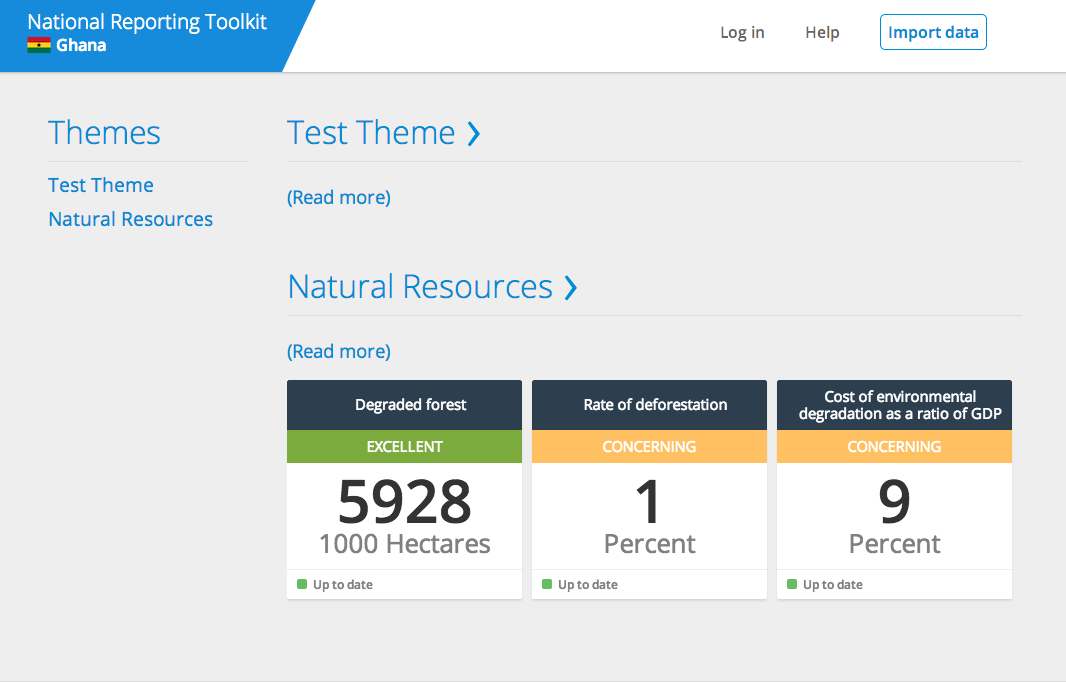 National Reporting Toolkit
Ghana
Log in
Help
Import data
Themes
Test Theme
Natural Resources
Test Theme
(Read more)
Natural Resources
(Read more)
Degraded forest
EXCELLENT
5928
1000 Hectares
Up to date
Rate of deforestation
CONCERNING
1
Percent
Up to date
Cost of environmental
degradation as a ratio of GDP
CONCERNING
9
Percent
Up to date